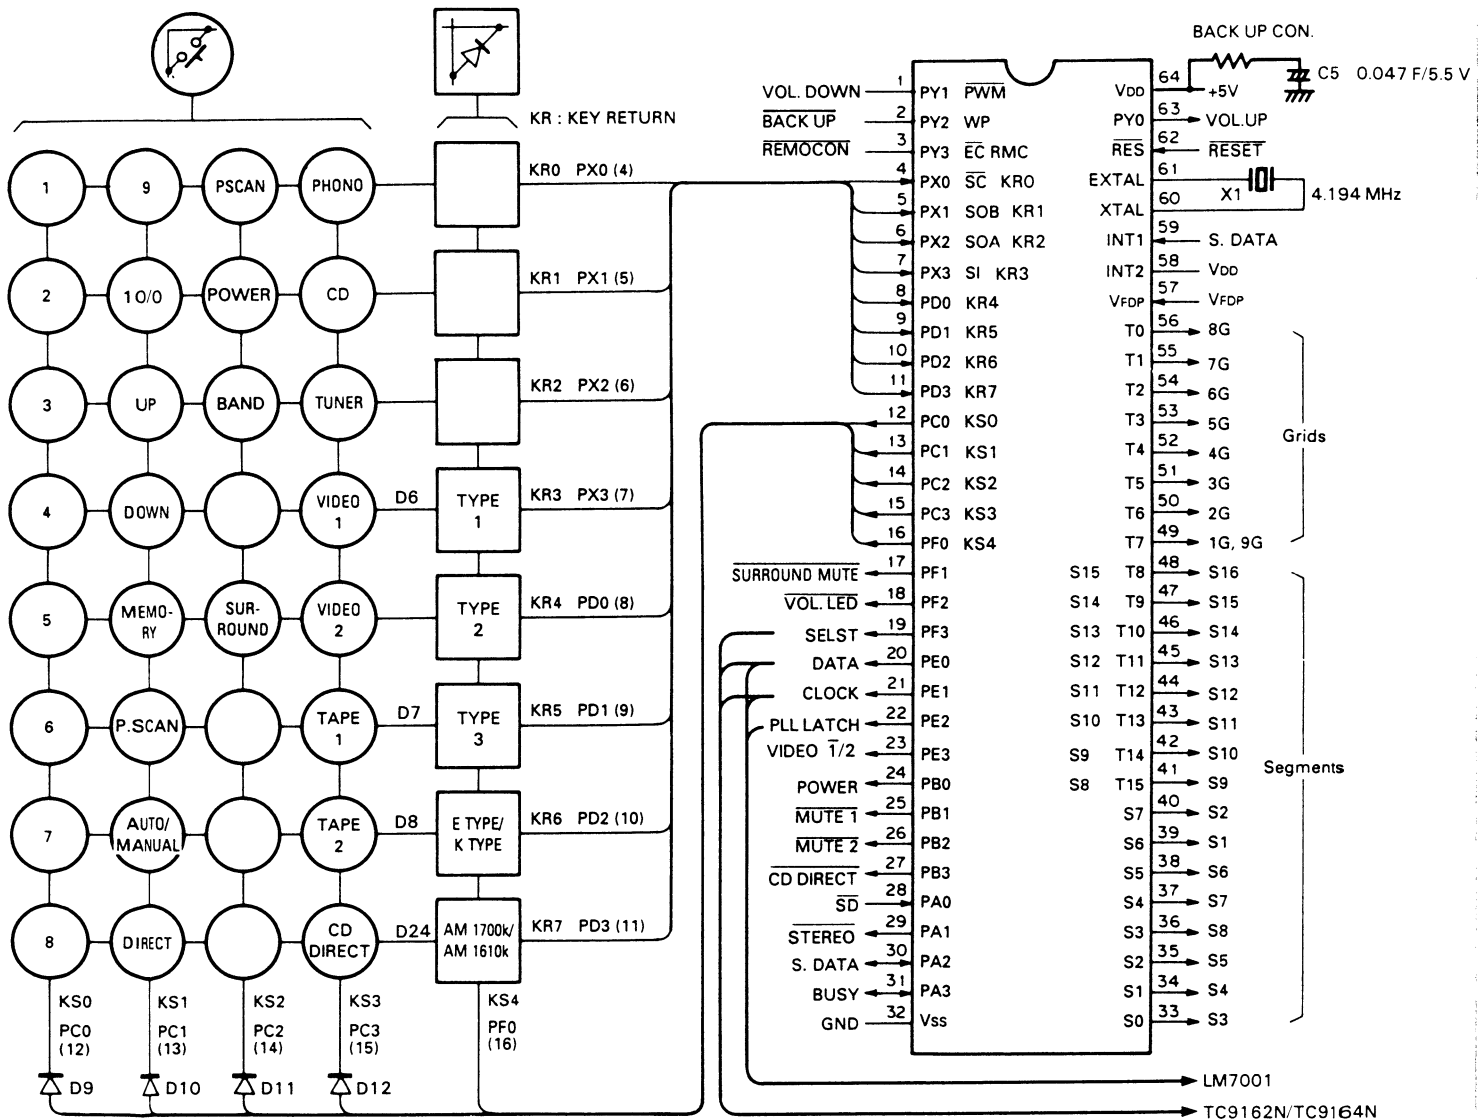 KR : KEY RETURN
1 9 PSCAN PHONO KR0 PX0 (4)
2 10/0 POWER CD KR1 PX1 (5)
3 UP BAND TUNER KR2 PX2 (6)
4 DOWN VIDEO 1 D6 TYPE 1 KR3 PX3 (7)
5 MEMO-RY SUR-ROUND VIDEO 2 TYPE 2 KR4 PD0 (8)
6 P.SCAN TAPE 1 D7 TYPE 3 KR5 PD1 (9)
7 AUTO/MANUAL TAPE 2 D8 E TYPE/K TYPE KR6 PD2 (10)
8 DIRECT CD DIRECT D24 AM 1700k/AM 1610k KR7 PD3 (11)
KS0 KS1 KS2 KS3 KS4
PC0 PC1 PC2 PC3 PF0
(12) (13) (14) (15) (16)
D9 D10 D11 D12
BACK UP CON.
C5 0.047 F/5.5 V
+5V
VOL. DOWN 1 PY1 PWM VDD 64
BACK UP 2 PY2 WP PY0 63 VOL.UP
REMOCON 3 PY3 EC RMC RES 62 RESET
4 PX0 SC KR0 EXTAL 61
X1 4.194 MHz
5 PX1 SOB KR1 XTAL 60
6 PX2 SOA KR2 INT1 59 S. DATA
7 PX3 SI KR3 INT2 58 VDD
8 PD0 KR4 VFDP 57 VFDP
9 PD1 KR5 T0 56 8G
10 PD2 KR6 T1 55 7G
11 PD3 KR7 T2 54 6G
12 PC0 KS0 T3 53 5G
Grids
13 PC1 KS1 T4 52 4G
14 PC2 KS2 T5 51 3G
15 PC3 KS3 T6 50 2G
16 PF0 KS4 T7 49 1G, 9G
SURROUND MUTE 17 PF1 S15 T8 48 S16
VOL. LED 18 PF2 S14 T9 47 S15
SELST 19 PF3 S13 T10 46 S14
DATA 20 PE0 S12 T11 45 S13
CLOCK 21 PE1 S11 T12 44 S12
PLL LATCH 22 PE2 S10 T13 43 S11
VIDEO 1/2 23 PE3 S9 T14 42 S10
Segments
POWER 24 PB0 S8 T15 41 S9
MUTE 1 25 PB1 S7 40 S2
MUTE 2 26 PB2 S6 39 S1
CD DIRECT 27 PB3 S5 38 S6
SD 28 PA0 S4 37 S7
STEREO 29 PA1 S3 36 S8
S. DATA 30 PA2 S2 35 S5
BUSY 31 PA3 S1 34 S4
GND 32 VSS S0 33 S3
LM7001
TC9162N/TC9164N